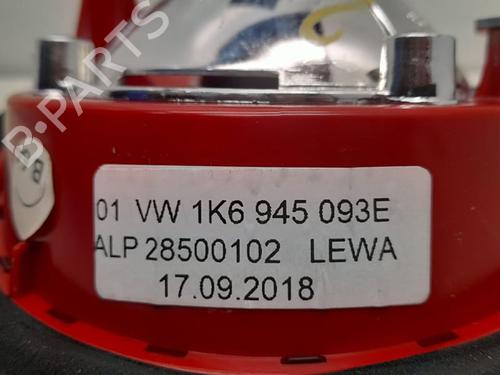 B-PARTS
01 VW 1K6 945 093E
ALP 28500102 LEWA
17.09.2018